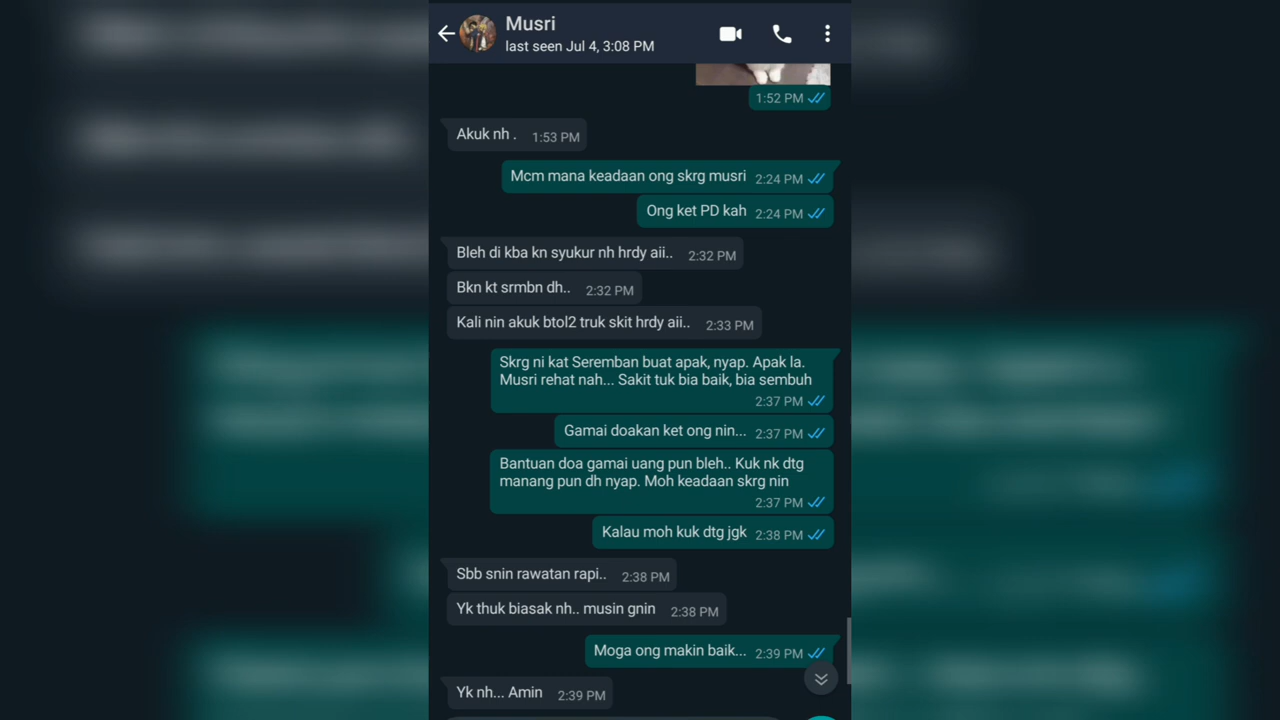 Musri
last seen Jul 4, 3:08 PM
1:52 PM
Akuk nh . 1:53 PM
Mcm mana keadaan ong skrg musri 2:24 PM
Ong ket PD kah 2:24 PM
Bleh di kba kn syukur nh hrdy aii.. 2:32 PM
Bkn kt srmbn dh.. 2:32 PM
Kali nin akuk btol2 truk skit hrdy aii.. 2:33 PM
Skrg ni kat Seremban buat apak, nyap. Apak la.
Musri rehat nah... Sakit tuk bia baik, bia sembuh
2:37 PM
Gamai doakan ket ong nin... 2:37 PM
Bantuan doa gamai uang pun bleh.. Kuk nk dtg
manang pun dh nyap. Moh keadaan skrg nin
2:37 PM
Kalau moh kuk dtg jgk 2:38 PM
Sbb snin rawatan rapi.. 2:38 PM
Yk thuk biasak nh.. musin gnin 2:38 PM
Moga ong makin baik... 2:39 PM
Yk nh... Amin 2:39 PM